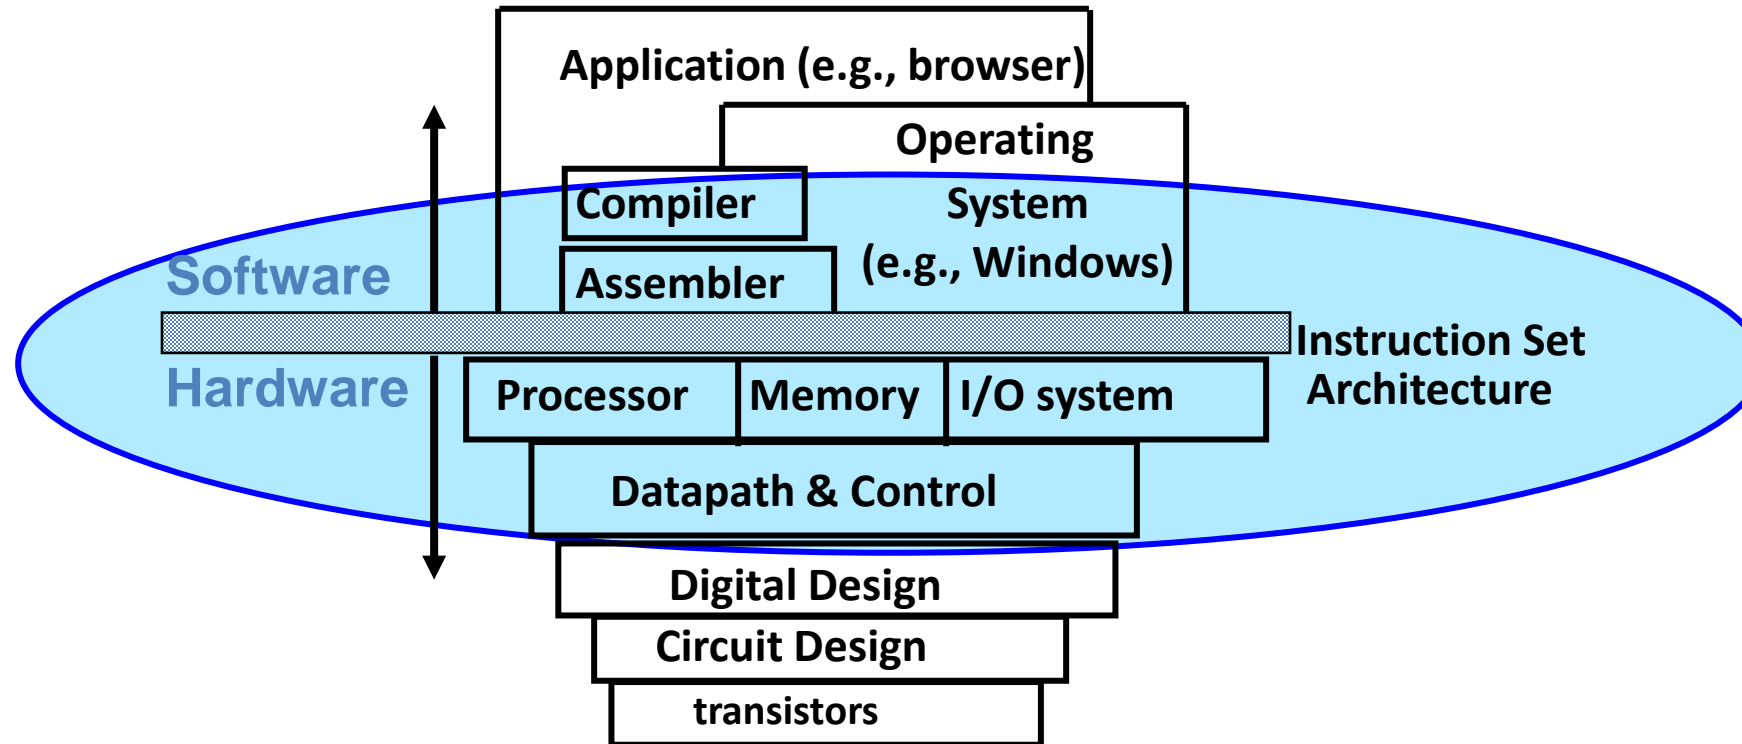 Application (e.g., browser)
Operating
System
(e.g., Windows)
Compiler
Assembler
Software
Hardware
Instruction Set
Architecture
Processor
Memory
I/O system
Datapath & Control
Digital Design
Circuit Design
transistors